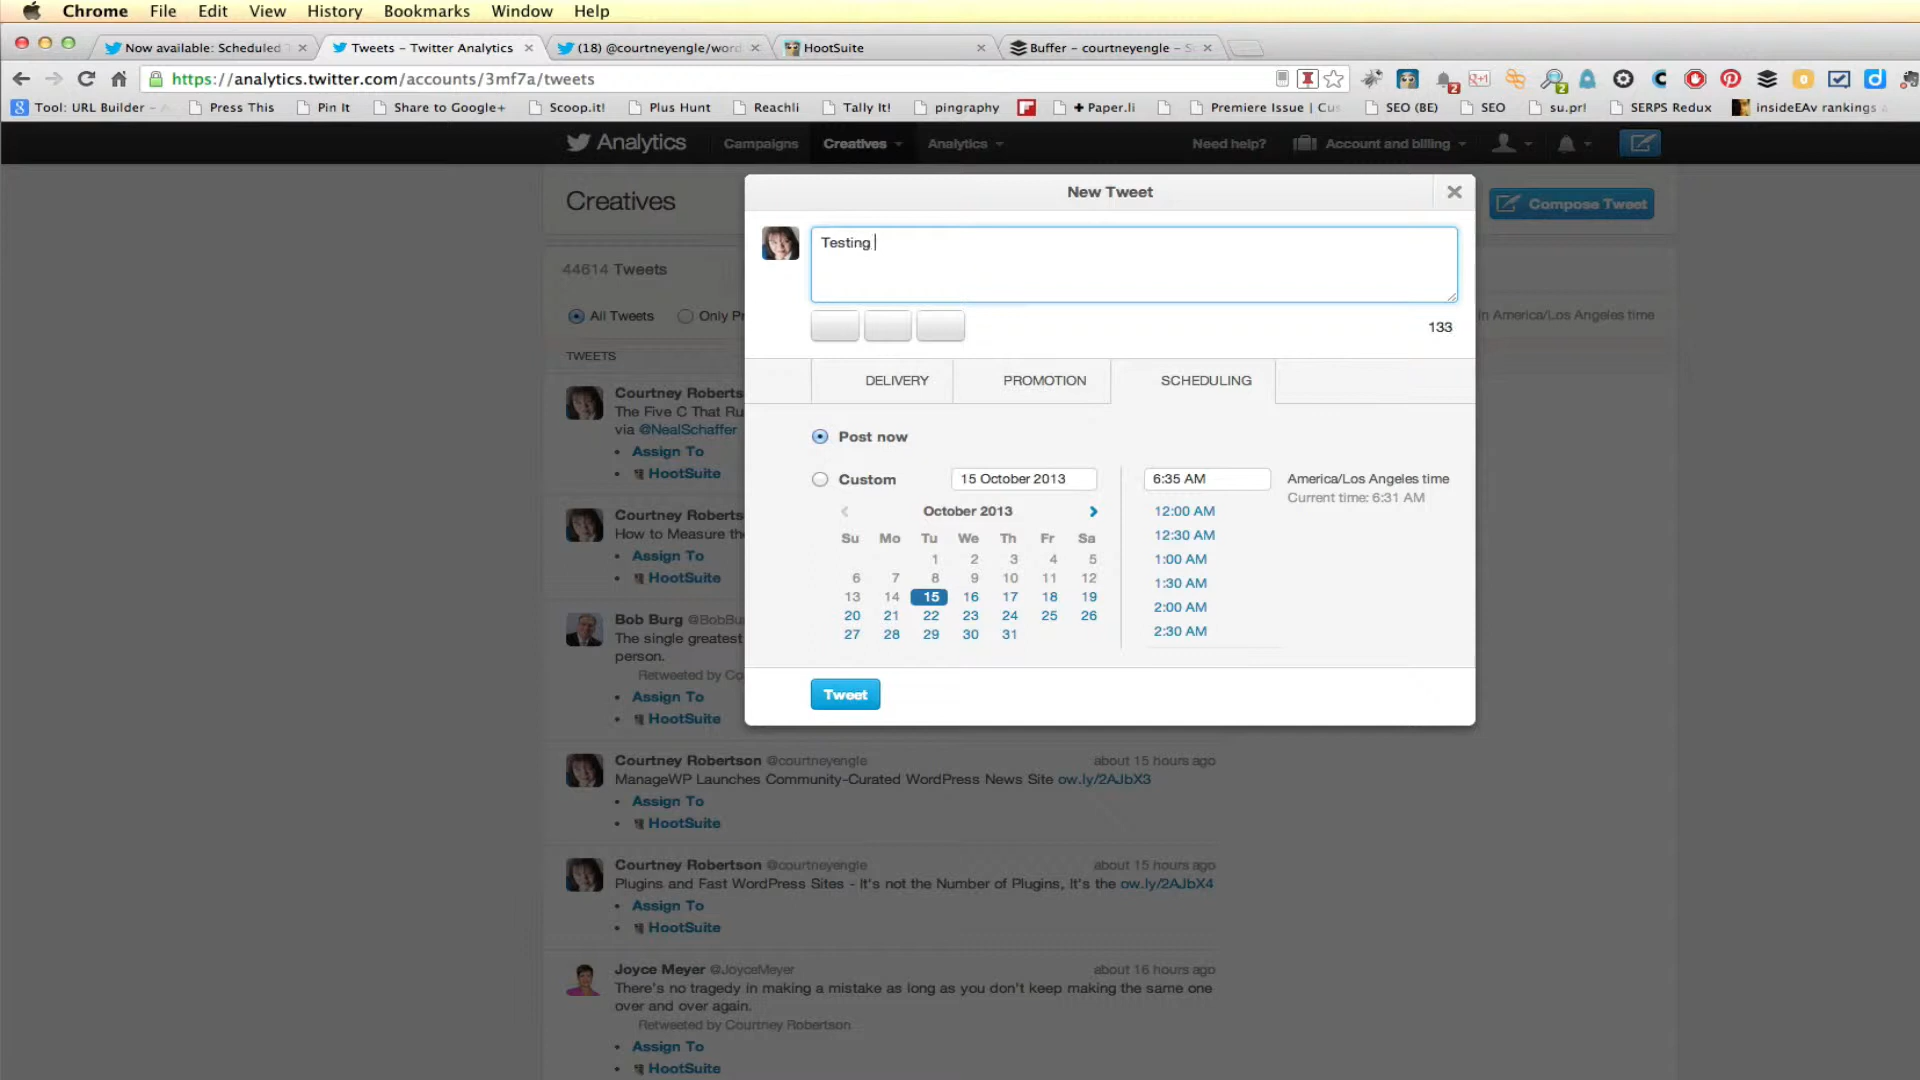 Chrome File Edit View History Bookmarks Window Help
Now available: Scheduled
Tweets – Twitter Analytics
(18) @courtneyengle/word
HootSuite
Buffer – courtneyengle –
https://analytics.twitter.com/accounts/3mf7a/tweets
Tool: URL Builder – Press This Pin It Share to Google+ Scoop.it! Plus Hunt Reachli Tally It! pingraphy + Paper.li Premiere Issue | Cus SEO (BE) SEO su.pr! SERPS Redux insideEAv rankings
Analytics Campaigns Creatives Analytics Need help? Account and billing
Creatives
Compose Tweet
44614 Tweets
All Tweets Only
in America/Los Angeles time
TWEETS
New Tweet
Testing
133
DELIVERY PROMOTION SCHEDULING
Post now
Custom 15 October 2013 6:35 AM America/Los Angeles time
Current time: 6:31 AM
October 2013
Su Mo Tu We Th Fr Sa
1 2 3 4 5
6 7 8 9 10 11 12
13 14 15 16 17 18 19
20 21 22 23 24 25 26
27 28 29 30 31
12:00 AM
12:30 AM
1:00 AM
1:30 AM
2:00 AM
2:30 AM
Tweet
Courtney Roberts
The Five C That Ru
via @NealSchaffer
Assign To
HootSuite
Courtney Roberts
How to Measure the
Assign To
HootSuite
Bob Burg @BobBu
The single greatest
person.
Retweeted by Co
Assign To
HootSuite
Courtney Robertson @courtneyengle about 15 hours ago
ManageWP Launches Community-Curated WordPress News Site ow.ly/2AJbX3
Assign To
HootSuite
Courtney Robertson @courtneyengle about 15 hours ago
Plugins and Fast WordPress Sites - It's not the Number of Plugins, It's the ow.ly/2AJbX4
Assign To
HootSuite
Joyce Meyer @JoyceMeyer about 16 hours ago
There's no tragedy in making a mistake as long as you don't keep making the same one
over and over again.
Retweeted by Courtney Robertson
Assign To
HootSuite